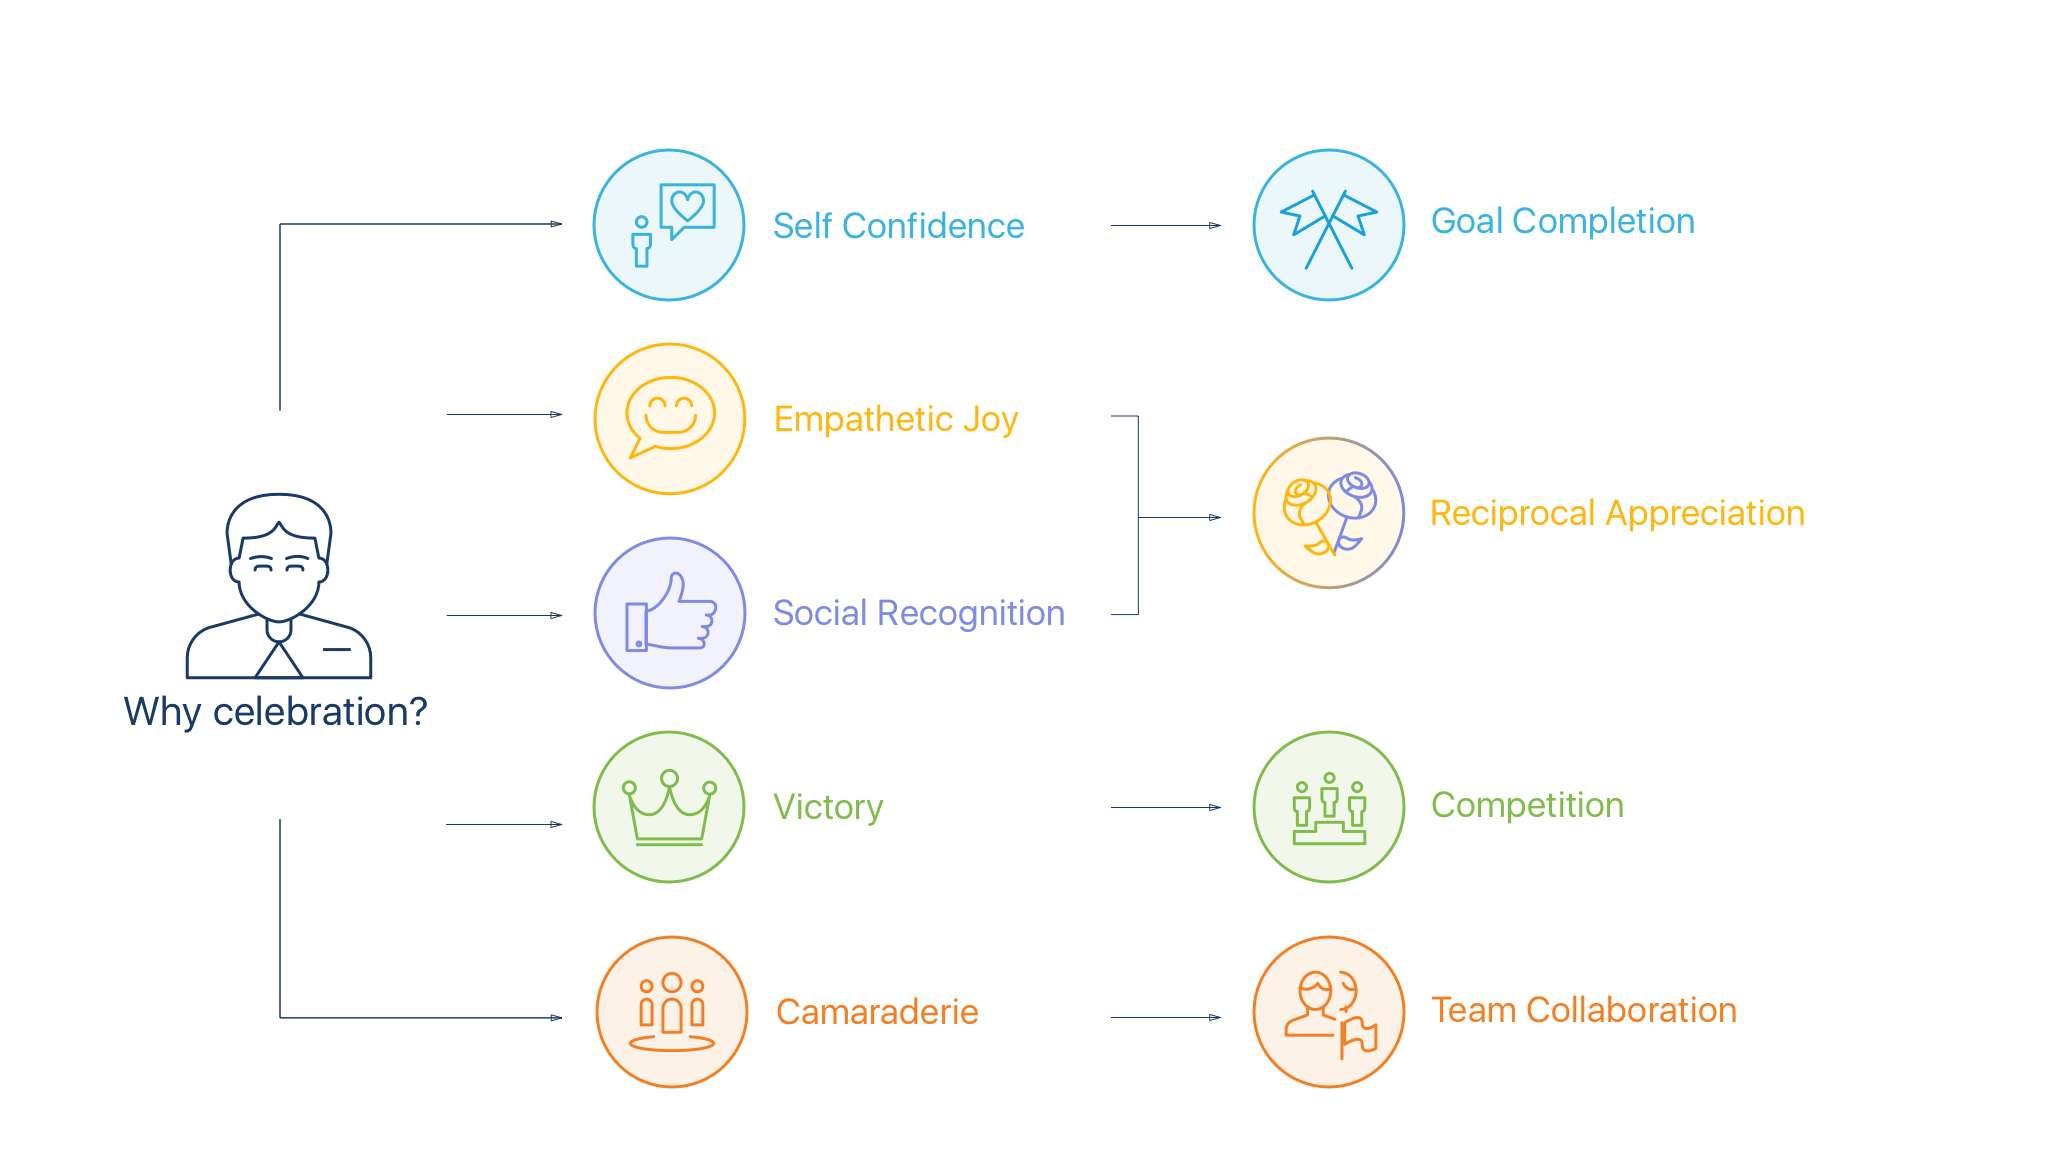 Self Confidence
Goal Completion
Empathetic Joy
Reciprocal Appreciation
Social Recognition
Why celebration?
Victory
Competition
Camaraderie
Team Collaboration